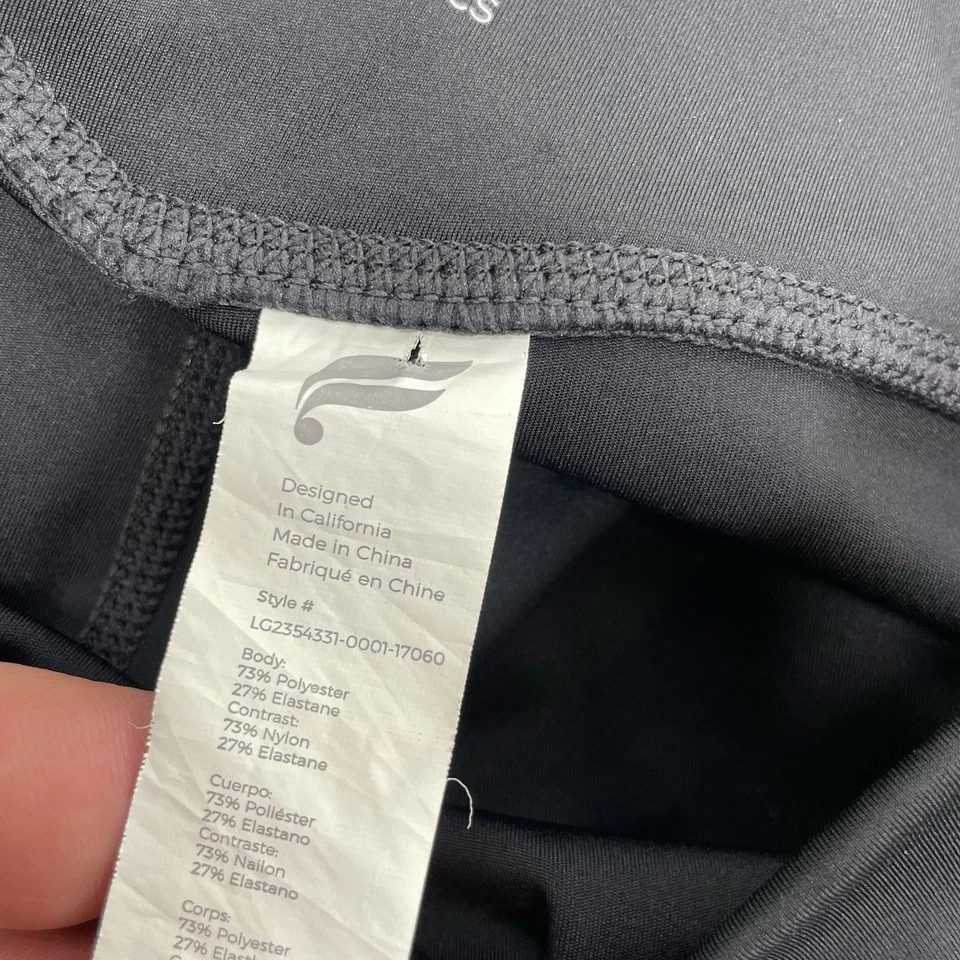 Designed
In California
Made in China
Fabriqué en Chine
Style #
LG2354331-0001-17060
Body:
73% Polyester
27% Elastane
Contrast:
73% Nylon
27% Elastane
Cuerpo:
73% Poliéster
27% Elastano
Contraste:
73% Nailon
27% Elastano
Corps:
73% Polyester